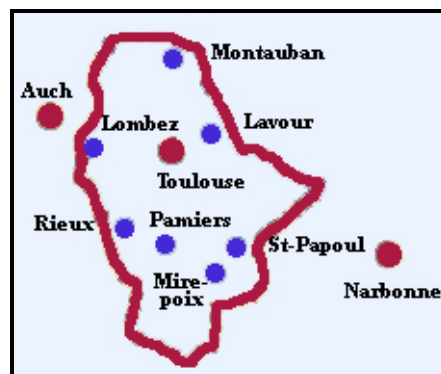 Montauban
Auch
Lombez
Lavour
Toulouse
Rieux
Pamiers
St-Papoul
Mire-
poix
Narbonne